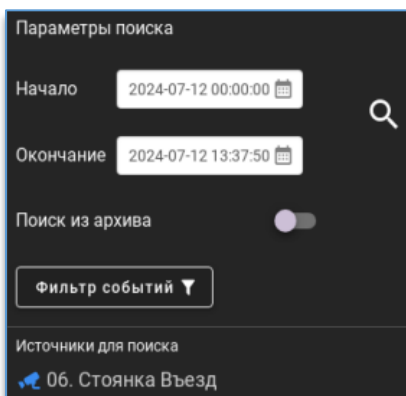 Параметры поиска
Начало 2024-07-12 00:00:00
Окончание 2024-07-12 13:37:50
Поиск из архива
Фильтр событий
Источники для поиска
06. Стоянка Въезд